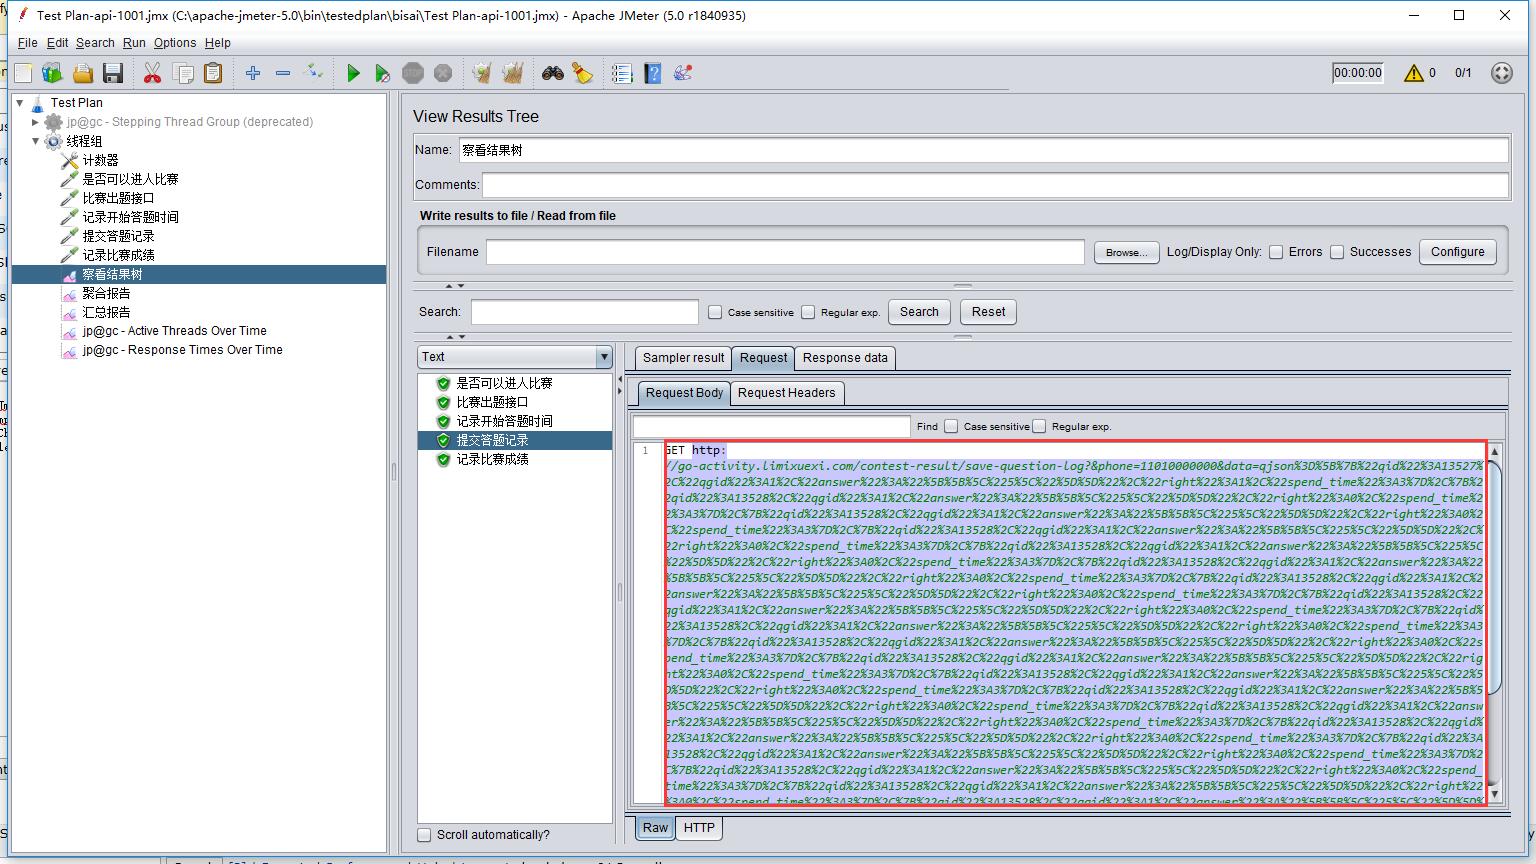 Test Plan-api-1001.jmx (C:\apache-jmeter-5.0\bin\testedplan\bisai\Test Plan-api-1001.jmx) - Apache JMeter (5.0 r1840935)
File Edit Search Run Options Help
00:00:00 0 0/1
Test Plan
jp@gc - Stepping Thread Group (deprecated)
线程组
计数器
是否可以进入比赛
比赛出题接口
记录开始答题时间
提交答题记录
记录比赛成绩
察看结果树
聚合报告
汇总报告
jp@gc - Active Threads Over Time
jp@gc - Response Times Over Time
View Results Tree
Name: 察看结果树
Comments:
Write results to file / Read from file
Filename Browse... Log/Display Only: Errors Successes Configure
Search: Case sensitive Regular exp. Search Reset
Text
是否可以进入比赛
比赛出题接口
记录开始答题时间
提交答题记录
记录比赛成绩
Scroll automatically?
Sampler result Request Response data
Request Body Request Headers
Find Case sensitive Regular exp.
1 GET http:
//go-activity.limixuexi.com/contest-result/save-question-log?&phone=11010000000&data=qjson%3D%5B%7B%22qid%22%3A13527%
2C%22qgid%22%3A1%2C%22answer%22%3A%22%5B%5B%5C%225%5C%22%5D%5D%22%2C%22right%22%3A1%2C%22spend_time%22%3A3%7D%2C%7B%2
2qid%22%3A13528%2C%22qgid%22%3A1%2C%22answer%22%3A%22%5B%5B%5C%225%5C%22%5D%5D%22%2C%22right%22%3A0%2C%22spend_time%2
2%3A3%7D%2C%7B%22qid%22%3A13528%2C%22qgid%22%3A1%2C%22answer%22%3A%22%5B%5B%5C%225%5C%22%5D%5D%22%2C%22right%22%3A0%2
C%22spend_time%22%3A3%7D%2C%7B%22qid%22%3A13528%2C%22qgid%22%3A1%2C%22answer%22%3A%22%5B%5B%5C%225%5C%22%5D%5D%22%2C%
22right%22%3A0%2C%22spend_time%22%3A3%7D%2C%7B%22qid%22%3A13528%2C%22qgid%22%3A1%2C%22answer%22%3A%22%5B%5B%5C%225%5C
%22%5D%5D%22%2C%22right%22%3A0%2C%22spend_time%22%3A3%7D%2C%7B%22qid%22%3A13528%2C%22qgid%22%3A1%2C%22answer%22%3A%22
%5B%5B%5C%225%5C%22%5D%5D%22%2C%22right%22%3A0%2C%22spend_time%22%3A3%7D%2C%7B%22qid%22%3A13528%2C%22qgid%22%3A1%2C%2
2answer%22%3A%22%5B%5B%5C%225%5C%22%5D%5D%22%2C%22right%22%3A0%2C%22spend_time%22%3A3%7D%2C%7B%22qid%22%3A13528%2C%22
qgid%22%3A1%2C%22answer%22%3A%22%5B%5B%5C%225%5C%22%5D%5D%22%2C%22right%22%3A0%2C%22spend_time%22%3A3%7D%2C%7B%22qid%
22%3A13528%2C%22qgid%22%3A1%2C%22answer%22%3A%22%5B%5B%5C%225%5C%22%5D%5D%22%2C%22right%22%3A0%2C%22spend_time%22%3A3
%7D%2C%7B%22qid%22%3A13528%2C%22qgid%22%3A1%2C%22answer%22%3A%22%5B%5B%5C%225%5C%22%5D%5D%22%2C%22right%22%3A0%2C%22s
pend_time%22%3A3%7D%2C%7B%22qid%22%3A13528%2C%22qgid%22%3A1%2C%22answer%22%3A%22%5B%5B%5C%225%5C%22%5D%5D%22%2C%22rig
ht%22%3A0%2C%22spend_time%22%3A3%7D%2C%7B%22qid%22%3A13528%2C%22qgid%22%3A1%2C%22answer%22%3A%22%5B%5B%5C%225%5C%22%5
D%5D%22%2C%22right%22%3A0%2C%22spend_time%22%3A3%7D%2C%7B%22qid%22%3A13528%2C%22qgid%22%3A1%2C%22answer%22%3A%22%5B%5
B%5C%225%5C%22%5D%5D%22%2C%22right%22%3A0%2C%22spend_time%22%3A3%7D%2C%7B%22qid%22%3A13528%2C%22qgid%22%3A1%2C%22answ
er%22%3A%22%5B%5B%5C%225%5C%22%5D%5D%22%2C%22right%22%3A0%2C%22spend_time%22%3A3%7D%2C%7B%22qid%22%3A13528%2C%22qgid%
22%3A1%2C%22answer%22%3A%22%5B%5B%5C%225%5C%22%5D%5D%22%2C%22right%22%3A0%2C%22spend_time%22%3A3%7D%2C%7B%22qid%22%3A
13528%2C%22qgid%22%3A1%2C%22answer%22%3A%22%5B%5B%5C%225%5C%22%5D%5D%22%2C%22right%22%3A0%2C%22spend_time%22%3A3%7D%2
C%7B%22qid%22%3A13528%2C%22qgid%22%3A1%2C%22answer%22%3A%22%5B%5B%5C%225%5C%22%5D%5D%22%2C%22right%22%3A0%2C%22spend_
time%22%3A3%7D%2C%7B%22qid%22%3A13528%2C%22qgid%22%3A1%2C%22answer%22%3A%22%5B%5B%5C%225%5C%22%5D%5D%22%2C%22right%22
%3A0%2C%22spend_time%22%3A3%7D%2C%7B%22qid%22%3A13528%2C%22qgid%22%3A1%2C%22answer%22%3A%22%5B%5B%5C%225%5C%22%5D%5D%
Raw HTTP